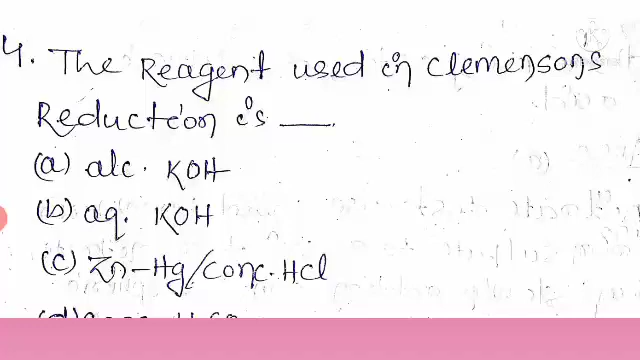 4. The Reagent used in Clemensons
Reduction is ___
(a) alc. KOH
(b) aq. KOH
(c) Zn-Hg/Conc. HCl